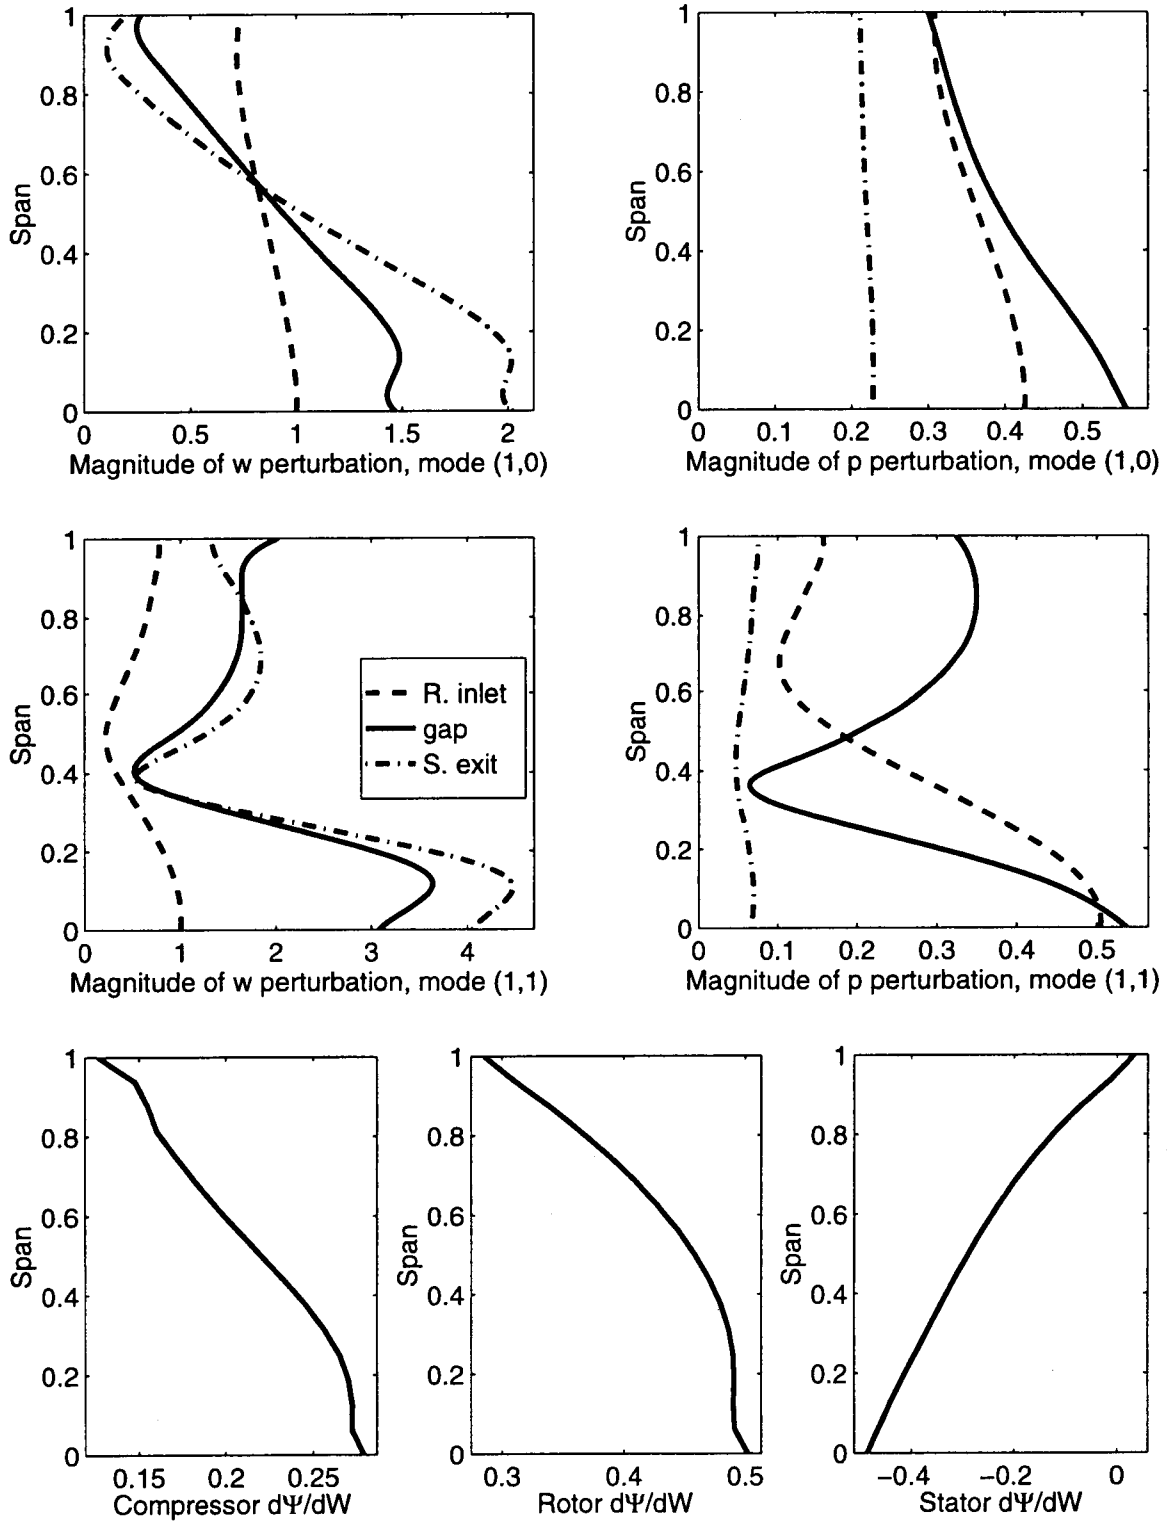 1
0.8
0.6
0.4
0.2
0
Span
0 0.5 1 1.5 2
Magnitude of w perturbation, mode (1,0)
1
0.8
0.6
0.4
0.2
0
Span
0 0.1 0.2 0.3 0.4 0.5
Magnitude of p perturbation, mode (1,0)
1
0.8
0.6
0.4
0.2
0
Span
R. inlet
gap
S. exit
0 1 2 3 4
Magnitude of w perturbation, mode (1,1)
1
0.8
0.6
0.4
0.2
0
Span
0 0.1 0.2 0.3 0.4 0.5
Magnitude of p perturbation, mode (1,1)
1
0.8
0.6
0.4
0.2
0
Span
0.15 0.2 0.25
Compressor dΨ/dW
1
0.8
0.6
0.4
0.2
0
Span
0.3 0.4 0.5
Rotor dΨ/dW
1
0.8
0.6
0.4
0.2
0
Span
−0.4 −0.2 0
Stator dΨ/dW